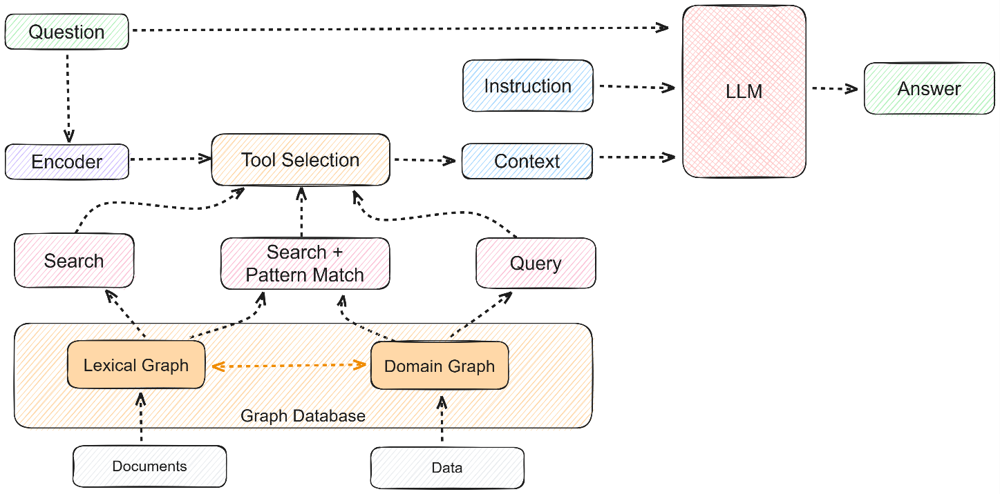 Question
Instruction
LLM
Answer
Encoder
Tool Selection
Context
Search
Search +
Pattern Match
Query
Lexical Graph
Domain Graph
Graph Database
Documents
Data